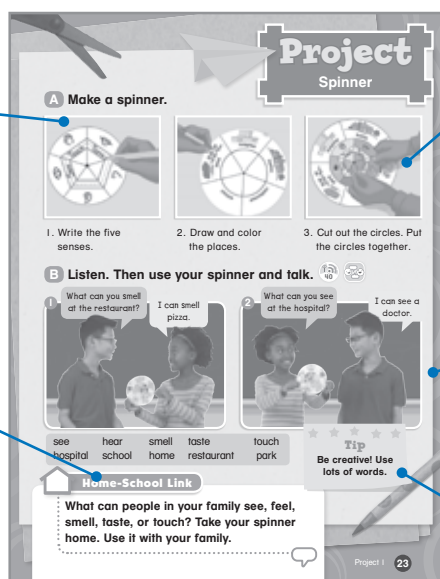 Project
Spinner
A Make a spinner.
1. Write the five
senses.
2. Draw and color
the places.
3. Cut out the circles. Put
the circles together.
B Listen. Then use your spinner and talk.
40
1
What can you smell
at the restaurant?
I can smell
pizza.
2
What can you see
at the hospital?
I can see a
doctor.
see hear smell taste touch
hospital school home restaurant park
Tip
Be creative! Use
lots of words.
Home-School Link
What can people in your family see, feel,
smell, taste, or touch? Take your spinner
home. Use it with your family.
Project 1 23